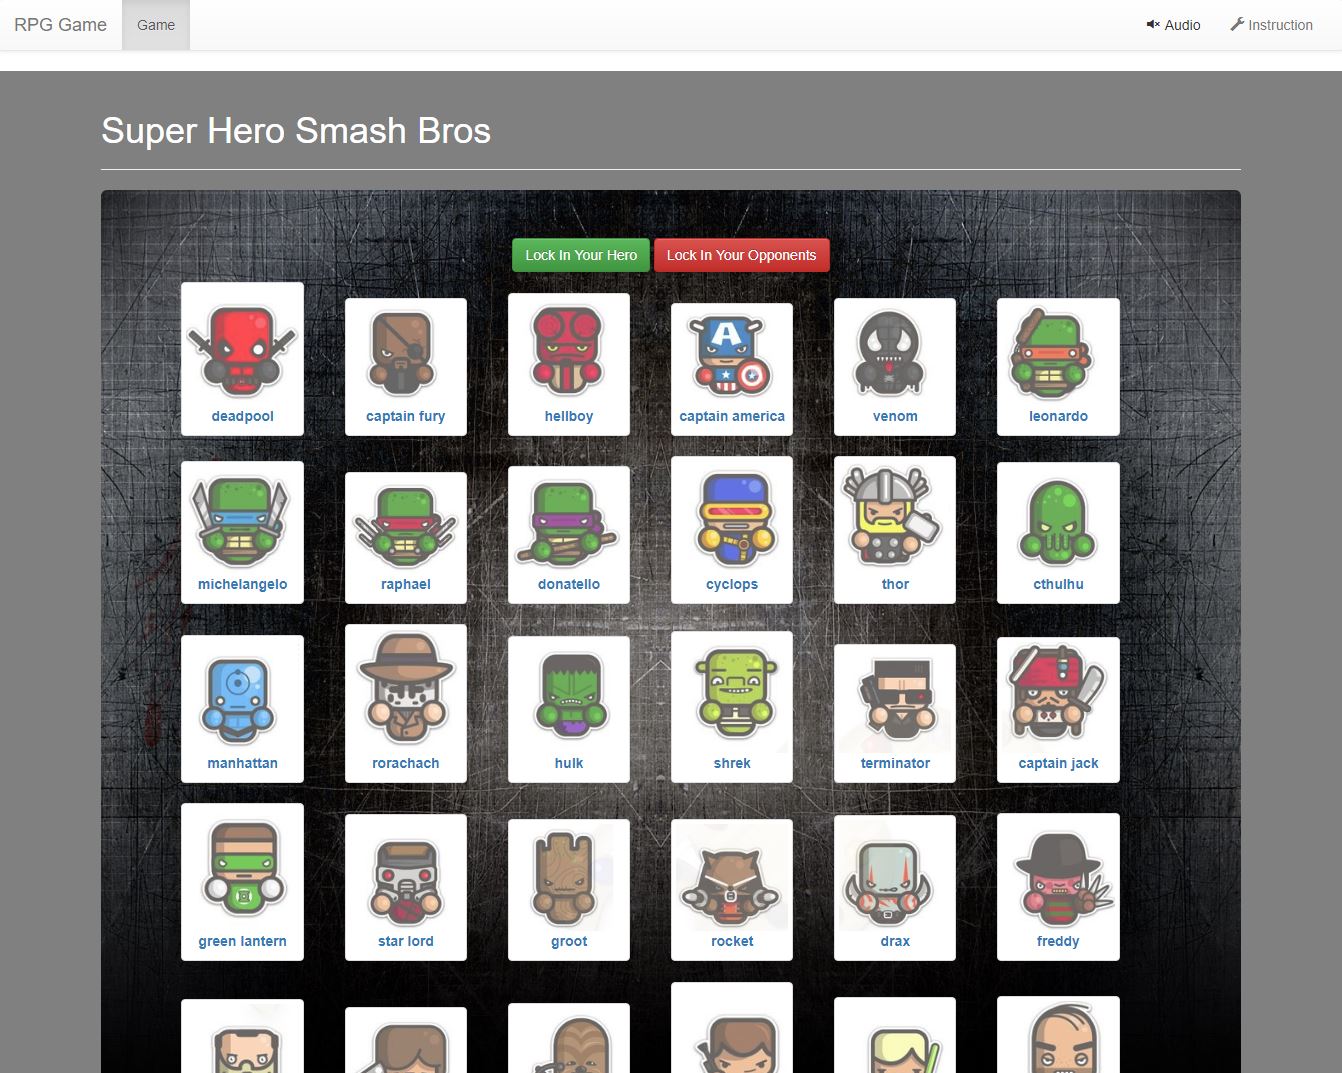 RPG Game Game Audio Instruction
Super Hero Smash Bros
Lock In Your Hero Lock In Your Opponents
A
deadpool captain fury hellboy captain america venom leonardo
michelangelo raphael donatello cyclops thor cthulhu
manhattan rorachach hulk shrek terminator captain jack
green lantern star lord groot rocket drax freddy